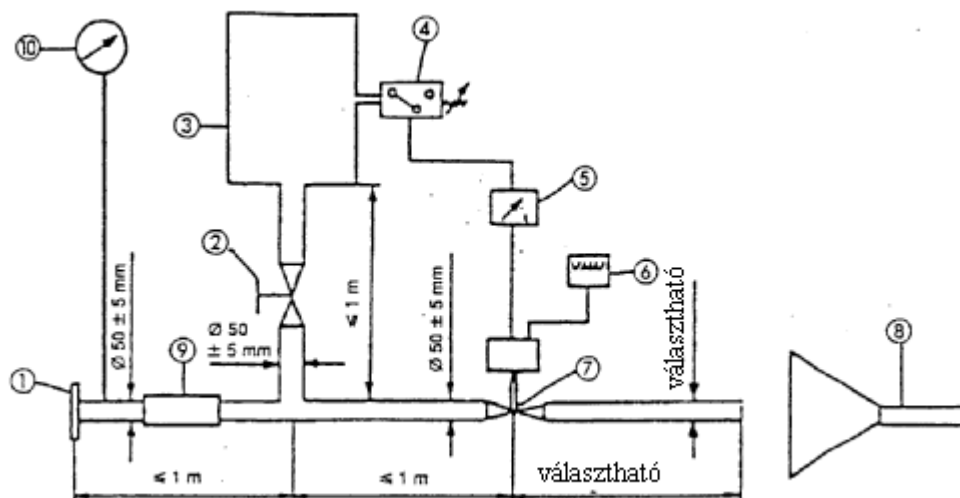 10
4
3
5
2
6
Ø 50 ± 5 mm
Ø 50
± 5 mm
≤ 1 m
Ø 50 ± 5 mm
választható
9
7
8
1
≤ 1 m
≤ 1 m
választható